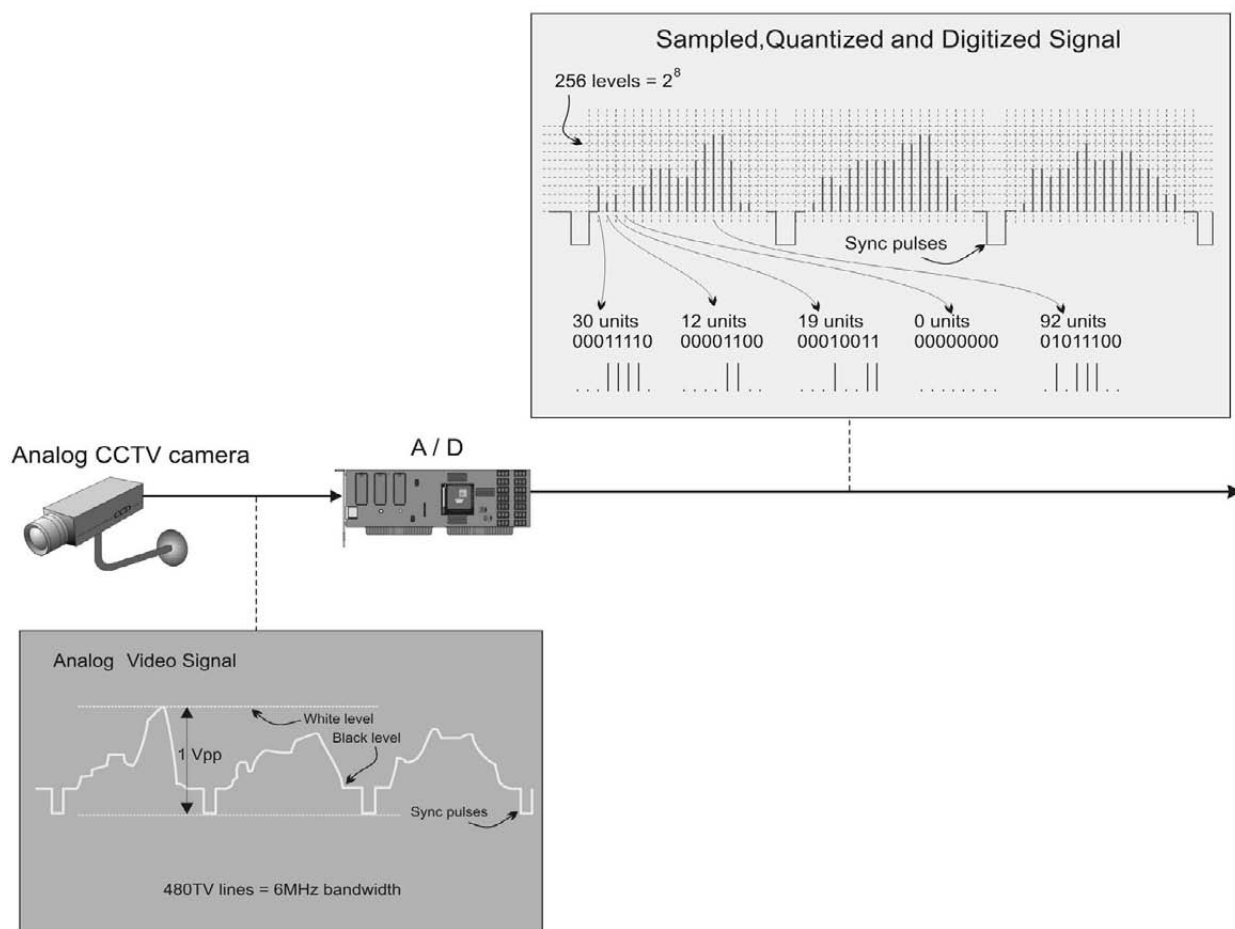 Sampled,Quantized and Digitized Signal
256 levels = 2^8
Sync pulses
30 units 12 units 19 units 0 units 92 units
00011110 00001100 00010011 00000000 01011100
A / D
Analog CCTV camera
CCD
Analog Video Signal
White level
Black level
1 Vpp
Sync pulses
480TV lines = 6MHz bandwidth